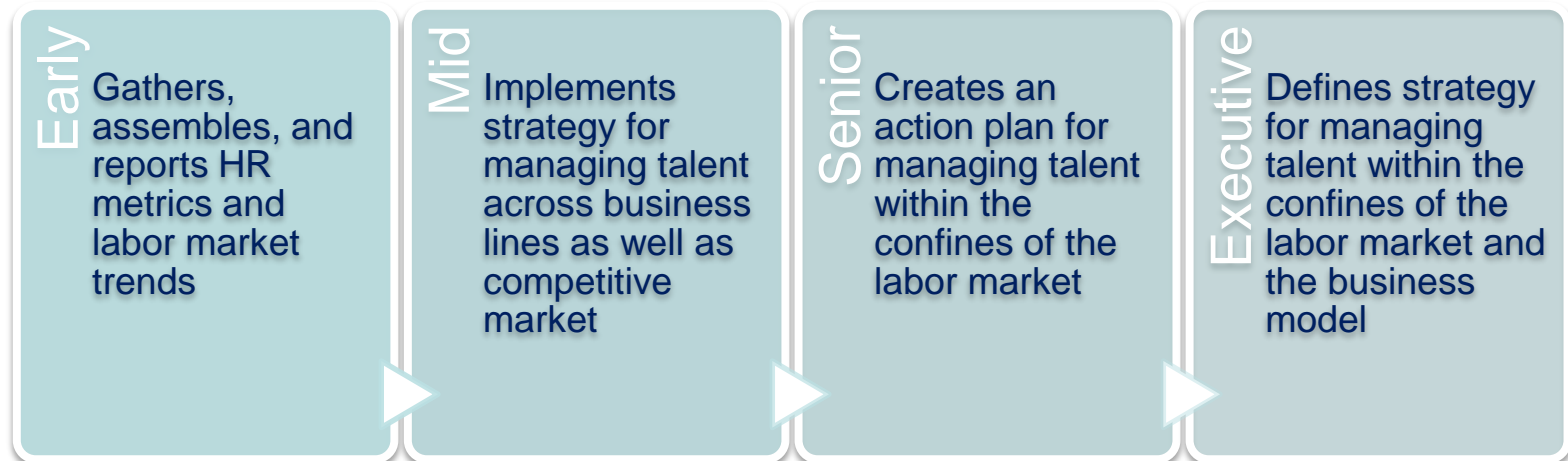 Early
Gathers,
assembles, and
reports HR
metrics and
labor market
trends
Mid
Implements
strategy for
managing talent
across business
lines as well as
competitive
market
Senior
Creates an
action plan for
managing talent
within the
confines of the
labor market
Executive
Defines strategy
for managing
talent within the
confines of the
labor market and
the business
model